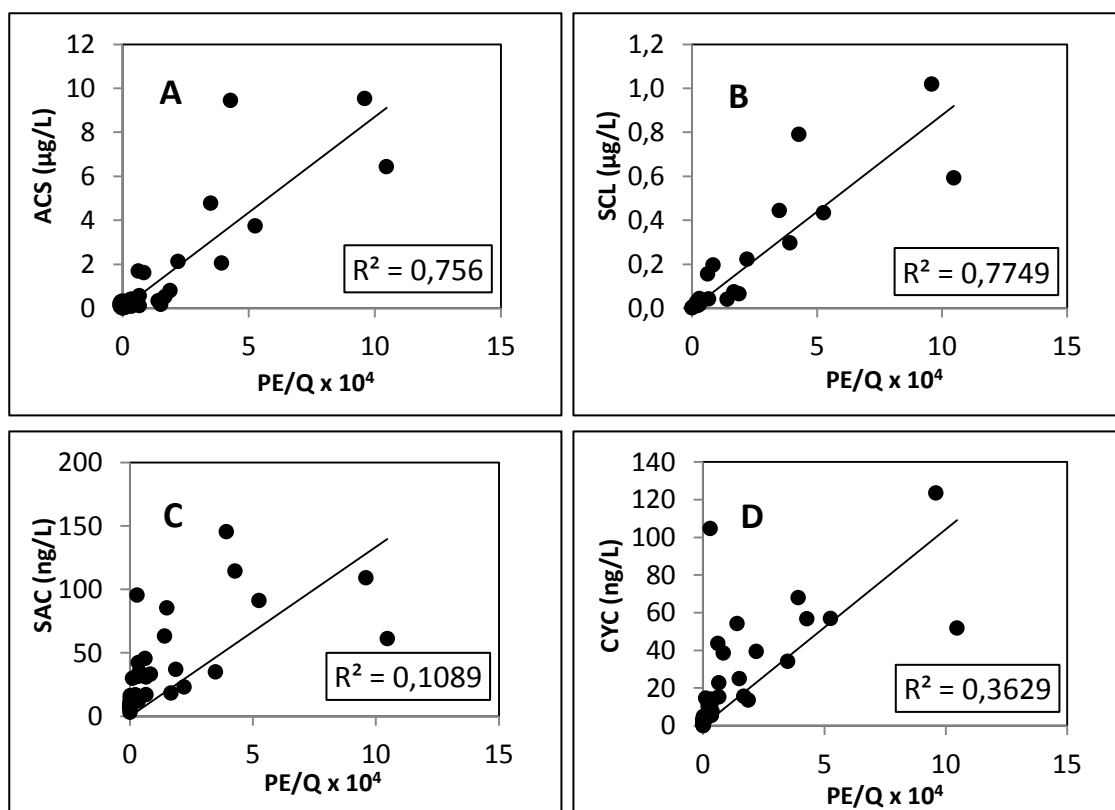 A
ACS (µg/L)
12
10
8
6
4
2
0
R² = 0,756
0 5 10 15
PE/Q x 10⁴
B
SCL (µg/L)
1,2
1,0
0,8
0,6
0,4
0,2
0,0
R² = 0,7749
0 5 10 15
PE/Q x 10⁴
C
SAC (ng/L)
200
150
100
50
0
R² = 0,1089
0 5 10 15
PE/Q x 10⁴
D
CYC (ng/L)
140
120
100
80
60
40
20
0
R² = 0,3629
0 5 10 15
PE/Q x 10⁴